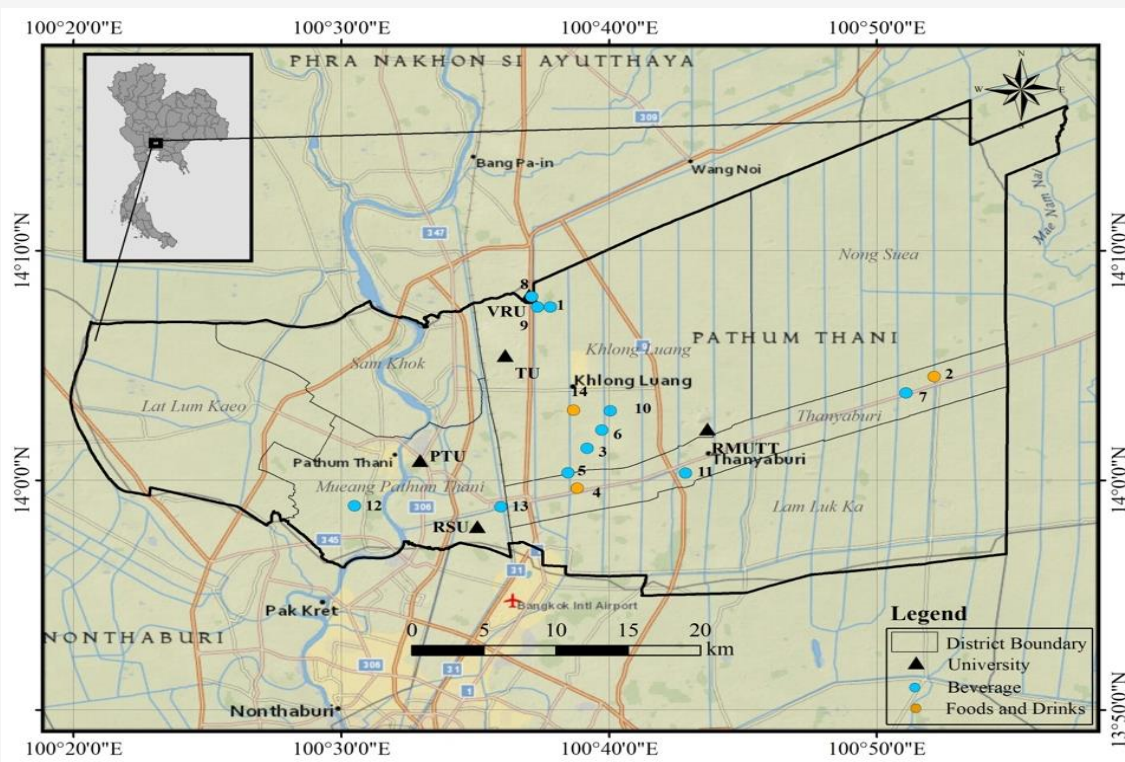 100°20'0"E
100°30'0"E
100°40'0"E
100°50'0"E
PHRA NAKHON SI AYUTTHAYA
N
W
E
309
Bang Pa-in
Wang Noi
Mae Nam Na
347
14°10'0"N
14°10'0"N
Nong Suea
8
VRU
1
9
PATHUM THANI
Khlong Luang
Sam Khok
TU
Khlong Luang
14
2
7
Lat Lum Kaeo
10
Thanyaburi
6
RMUTT
3
PTU
Thanyaburi
Pathum Thani
5
11
14°0'0"N
14°0'0"N
Mueang Pathum Thani
4
12
306
13
Lam Luk Ka
RSU
345
31
Pak Kret
Bangkok Intl Airport
NONTHABURI
0 5 10 15 20
km
Legend
District Boundary
University
Beverage
Foods and Drinks
306
31
1
Nonthaburi
13°50'0"N
13°50'0"N
100°20'0"E
100°30'0"E
100°40'0"E
100°50'0"E